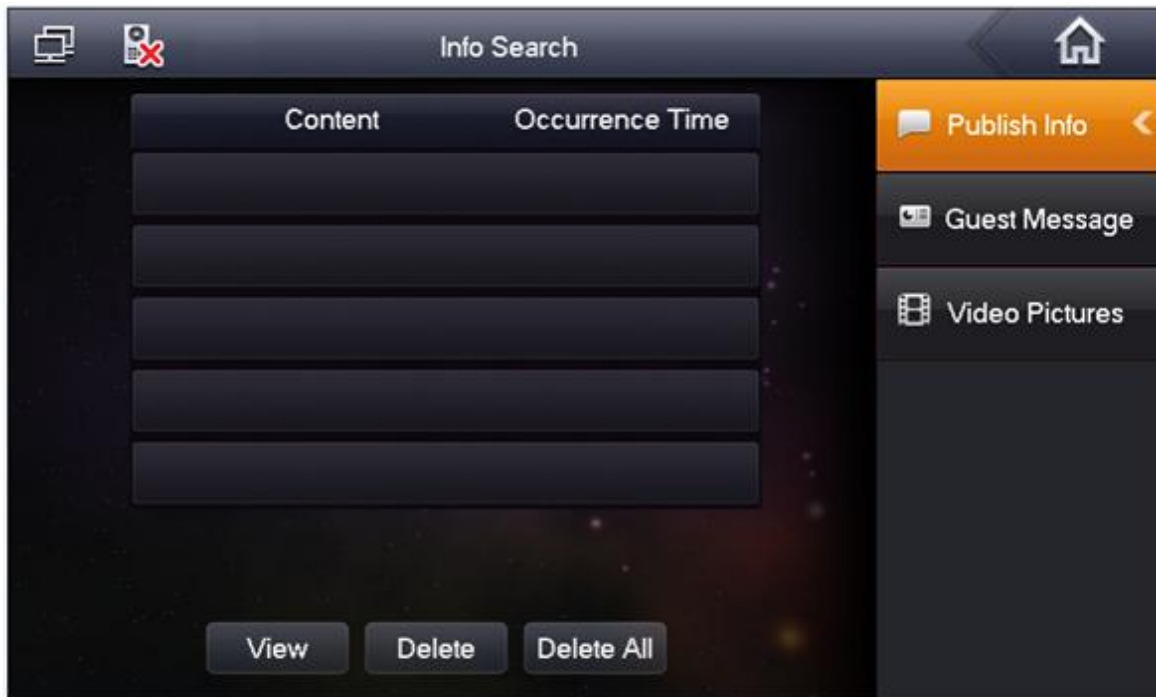 Info Search
Content Occurrence Time
Publish Info
Guest Message
Video Pictures
View Delete Delete All